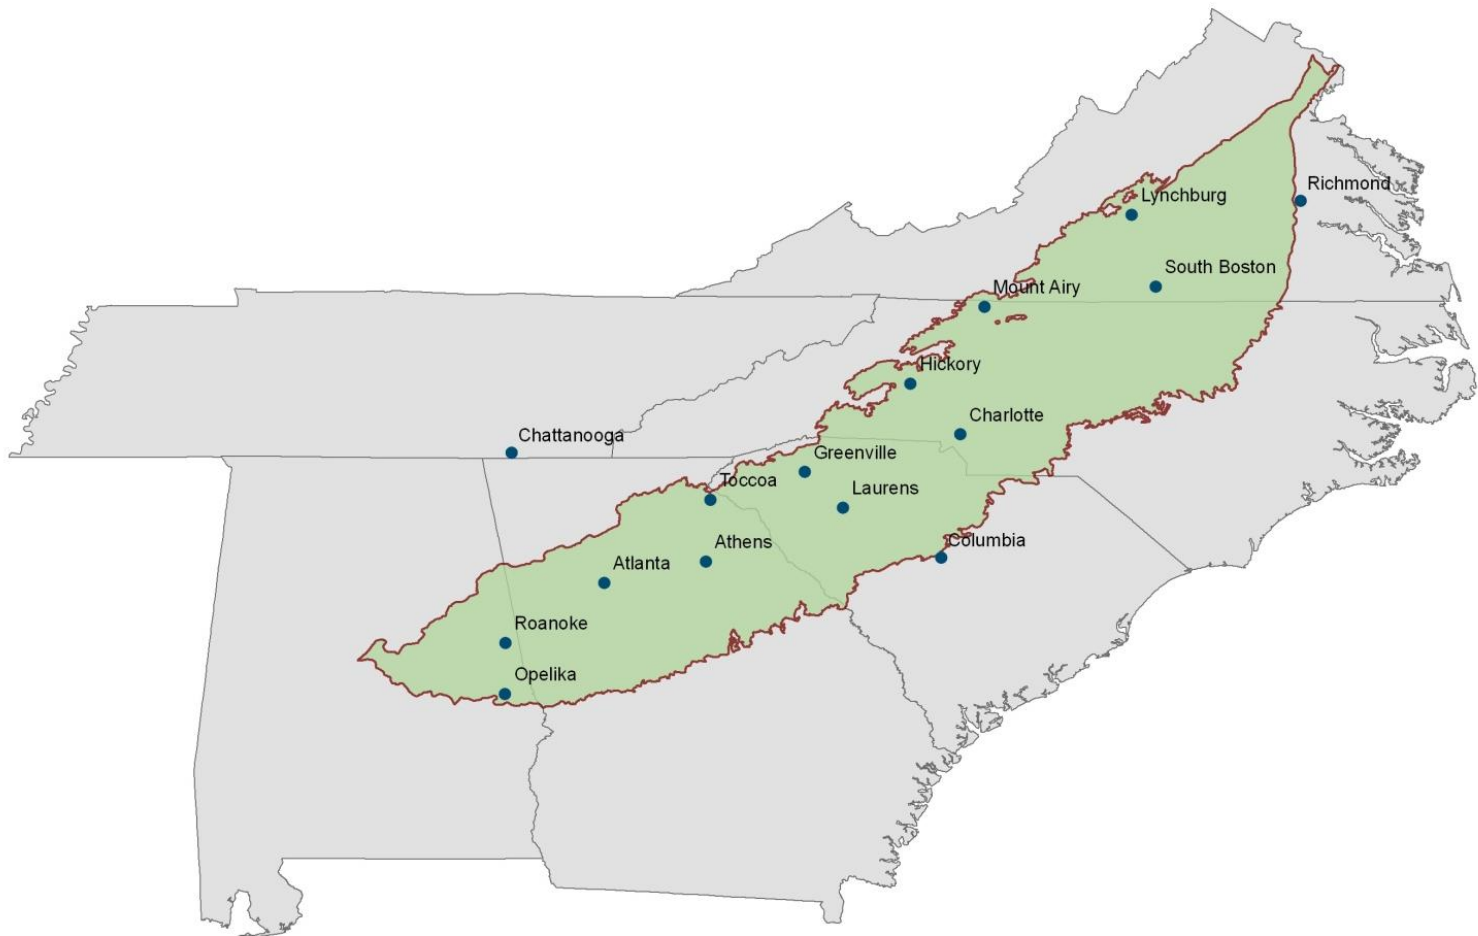 Richmond
Lynchburg
South Boston
Mount Airy
Hickory
Charlotte
Chattanooga
Greenville
Toccoa
Laurens
Columbia
Athens
Atlanta
Roanoke
Opelika